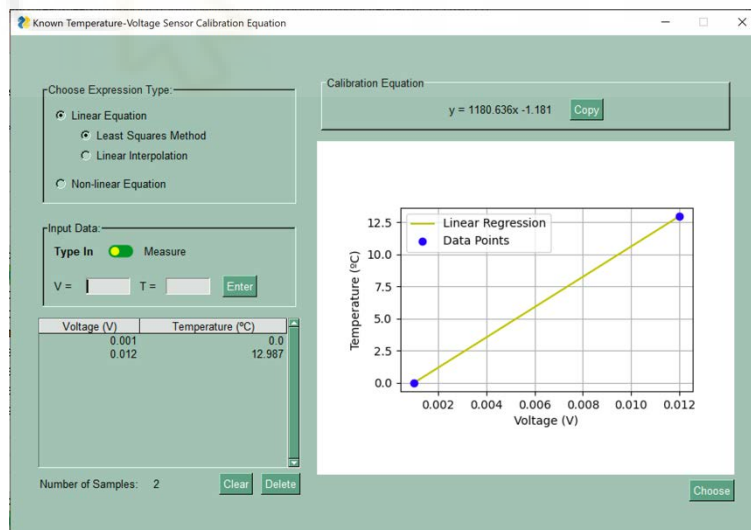 Known Temperature-Voltage Sensor Calibration Equation
Choose Expression Type:
Linear Equation
Least Squares Method
Linear Interpolation
Non-linear Equation
Input Data:
Type In Measure
V = T = Enter
Voltage (V) Temperature (ºC)
0.001 0.0
0.012 12.987
Number of Samples: 2 Clear Delete
Calibration Equation
y = 1180.636x -1.181 Copy
Linear Regression
Data Points
Temperature (ºC)
12.5
10.0
7.5
5.0
2.5
0.0
0.002 0.004 0.006 0.008 0.010 0.012
Voltage (V)
Choose